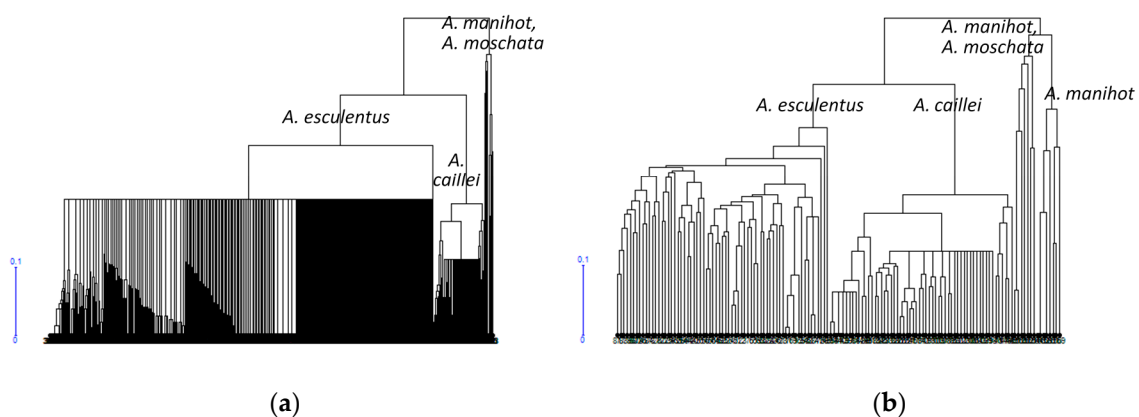 A. manihot,
A. moschata
A. esculentus
A.
caillei
0.1
0
(a)
A. manihot,
A. moschata
A. manihot
A. esculentus
A. caillei
0.1
0
(b)